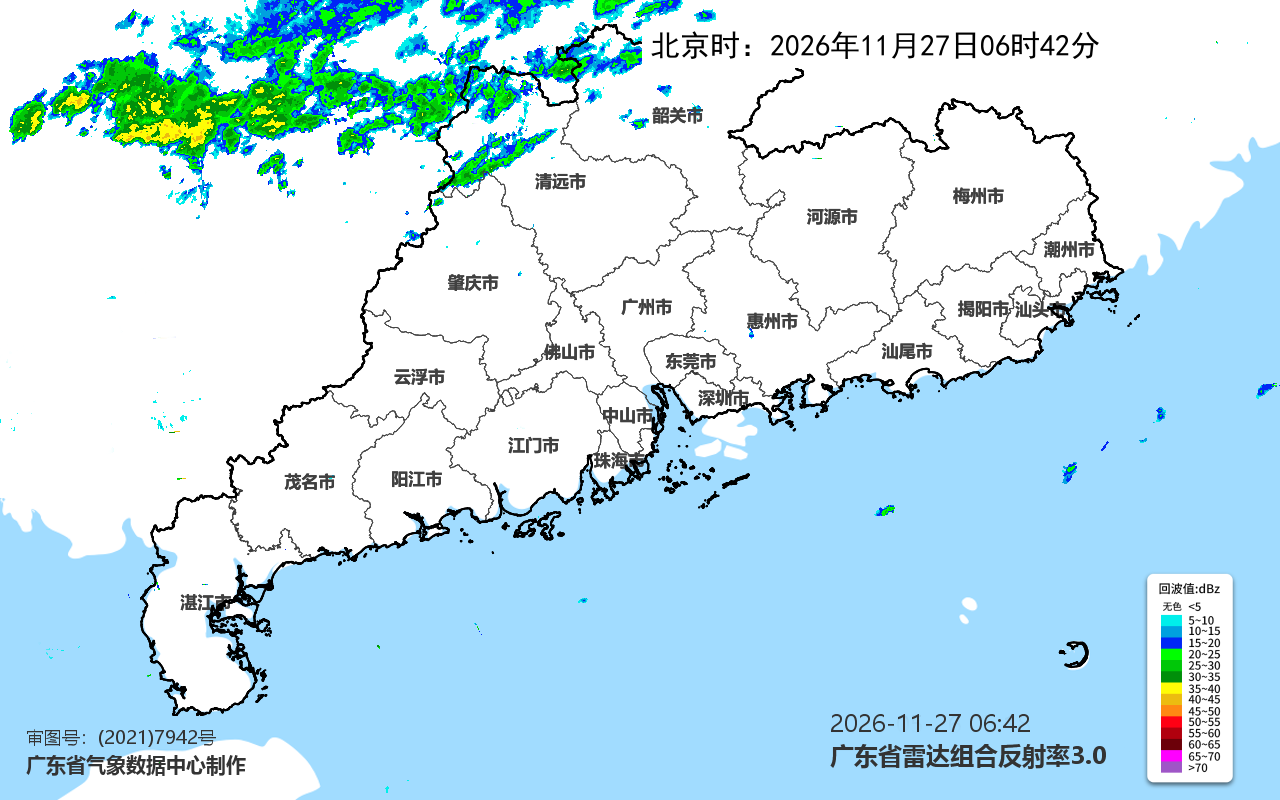 北京时：2026年11月27日06时42分
韶关市
清远市
梅州市
河源市
潮州市
肇庆市
广州市
揭阳市
汕头市
惠州市
佛山市
汕尾市
东莞市
云浮市
深圳市
中山市
江门市
珠海市
阳江市
茂名市
湛江市
回波值:dBz
无色 <5
5~10
10~15
15~20
20~25
25~30
30~35
35~40
40~45
45~50
50~55
55~60
60~65
65~70
>70
2026-11-27 06:42
广东省雷达组合反射率3.0
审图号：(2021)7942号
广东省气象数据中心制作